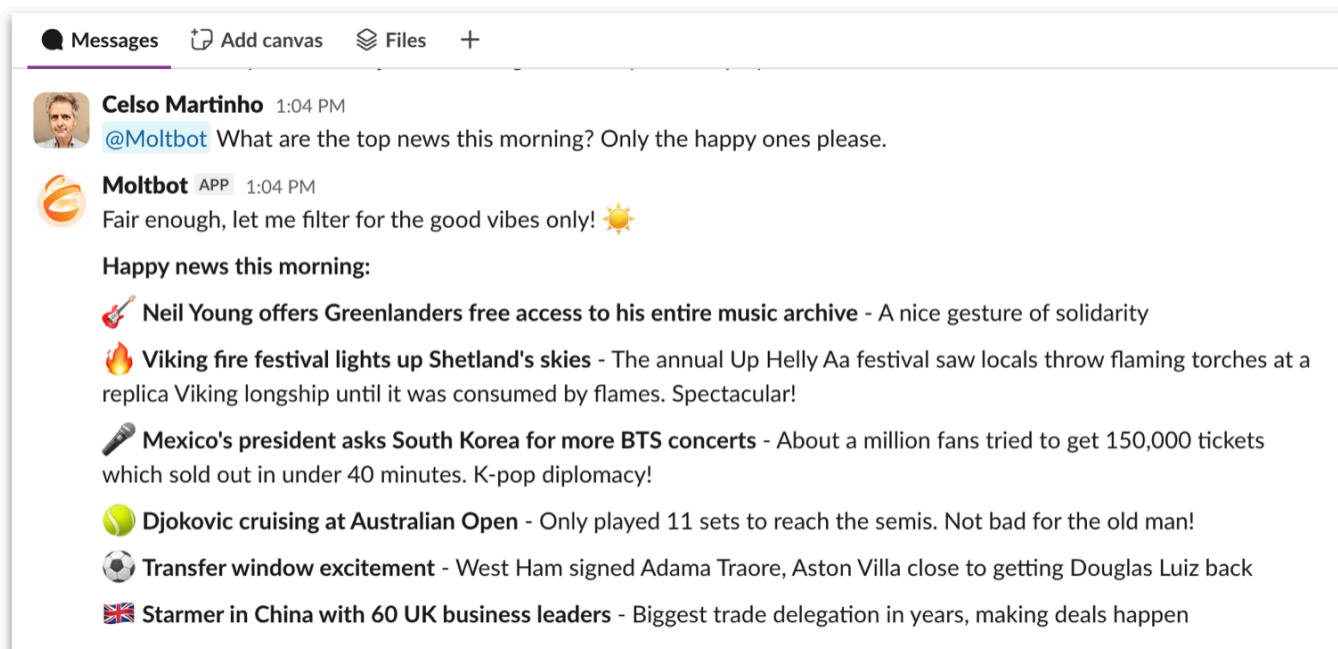 Messages Add canvas Files +
Celso Martinho 1:04 PM
@Moltbot What are the top news this morning? Only the happy ones please.
Moltbot APP 1:04 PM
Fair enough, let me filter for the good vibes only! ☀️
Happy news this morning:
🎸 Neil Young offers Greenlanders free access to his entire music archive - A nice gesture of solidarity
🔥 Viking fire festival lights up Shetland's skies - The annual Up Helly Aa festival saw locals throw flaming torches at a
replica Viking longship until it was consumed by flames. Spectacular!
🎤 Mexico's president asks South Korea for more BTS concerts - About a million fans tried to get 150,000 tickets
which sold out in under 40 minutes. K-pop diplomacy!
🎾 Djokovic cruising at Australian Open - Only played 11 sets to reach the semis. Not bad for the old man!
⚽ Transfer window excitement - West Ham signed Adama Traore, Aston Villa close to getting Douglas Luiz back
🇬🇧 Starmer in China with 60 UK business leaders - Biggest trade delegation in years, making deals happen